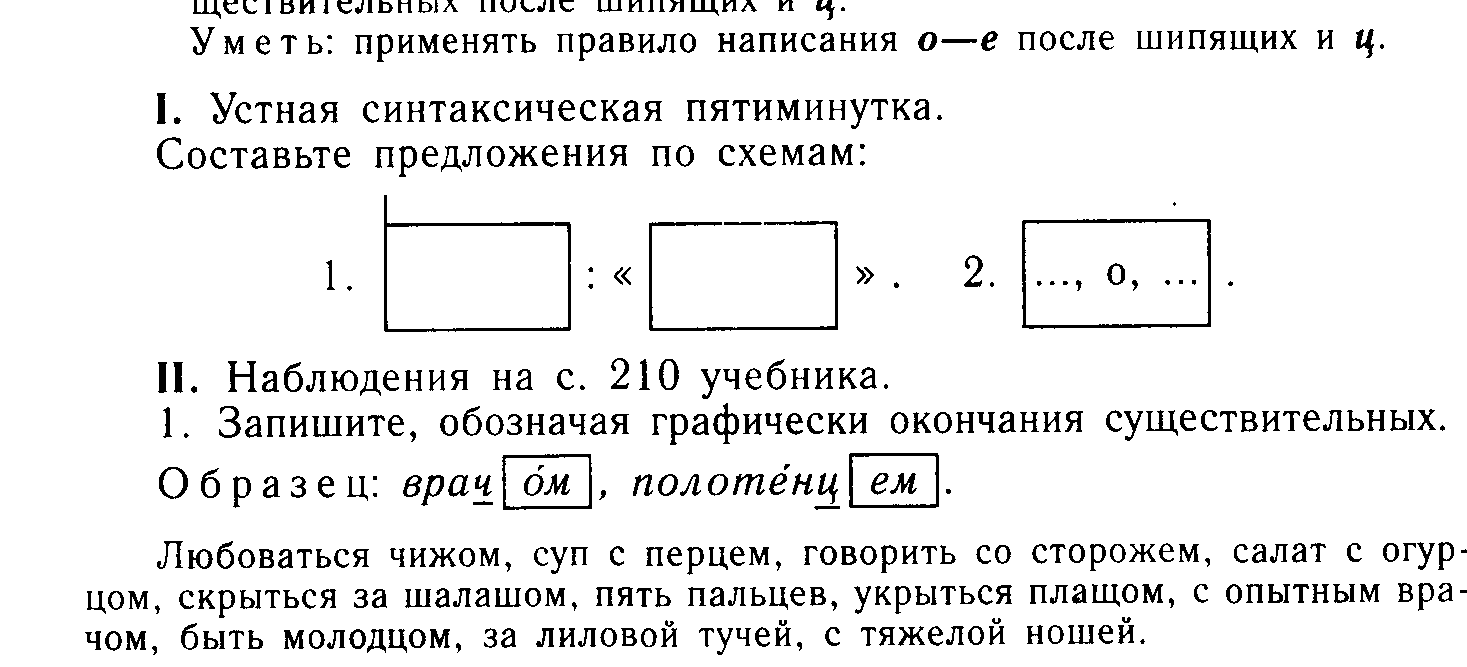 ществительных после шипящих и ц.
Уметь: применять правило написания о—е после шипящих и ц.
I. Устная синтаксическая пятиминутка.
Составьте предложения по схемам:
1. : « » . 2. ..., о, ... .
II. Наблюдения на с. 210 учебника.
1. Запишите, обозначая графически окончания существительных.
Образец: врачо́м, полоте́нцем.
Любоваться чижом, суп с перцем, говорить со сторожем, салат с огур-
цом, скрыться за шалашом, пять пальцев, укрыться плащом, с опытным вра-
чом, быть молодцом, за лиловой тучей, с тяжелой ношей.